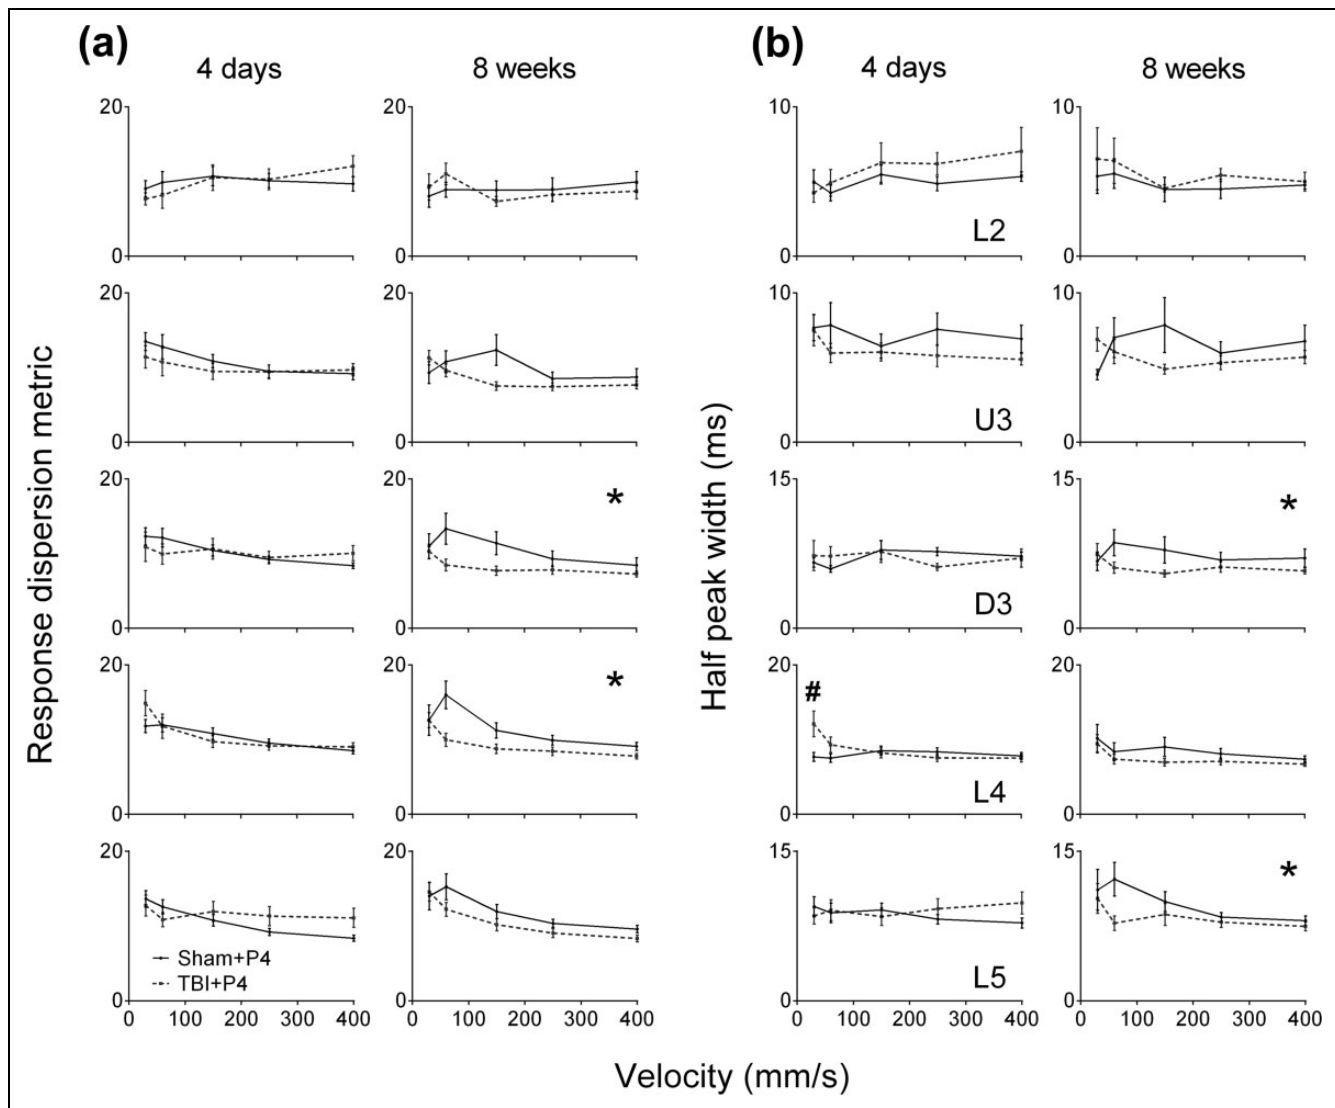 (a)
(b)
4 days
8 weeks
4 days
8 weeks
Response dispersion metric
Half peak width (ms)
20
0
20
0
10
0
L2
10
0
20
0
20
0
10
0
U3
10
0
20
0
20
0
*
15
0
D3
15
0
*
20
0
20
0
*
20
0
#
L4
20
0
20
0
Sham+P4
TBI+P4
0 100 200 300 400
20
0
0 100 200 300 400
15
0
L5
0 100 200 300 400
15
0
*
0 100 200 300 400
Velocity (mm/s)